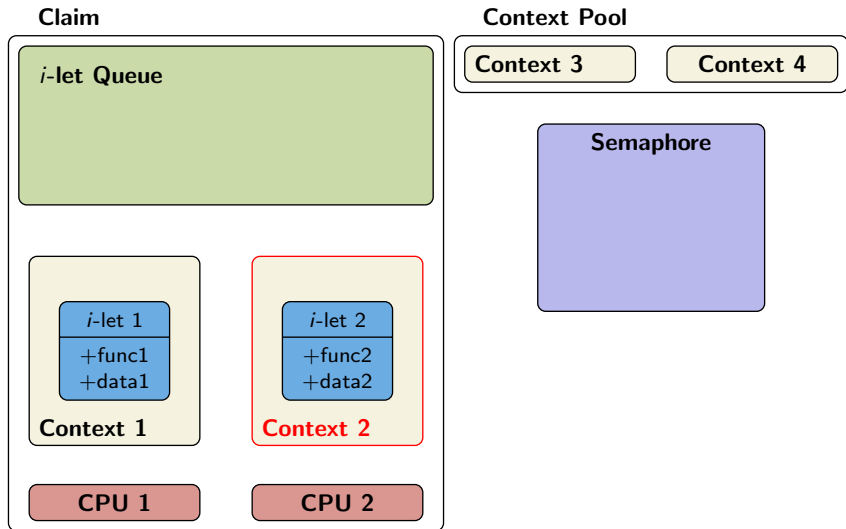 Claim
Context Pool
i-let Queue
Context 3
Context 4
Semaphore
i-let 1
+func1
+data1
Context 1
i-let 2
+func2
+data2
Context 2
CPU 1
CPU 2